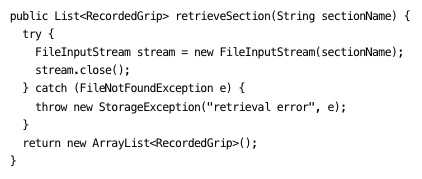 public List<RecordedGrip> retrieveSection(String sectionName) {
  try {
    FileInputStream stream = new FileInputStream(sectionName);
    stream.close();
  } catch (FileNotFoundException e) {
    throw new StorageException("retrieval error", e);
  }
  return new ArrayList<RecordedGrip>();
}